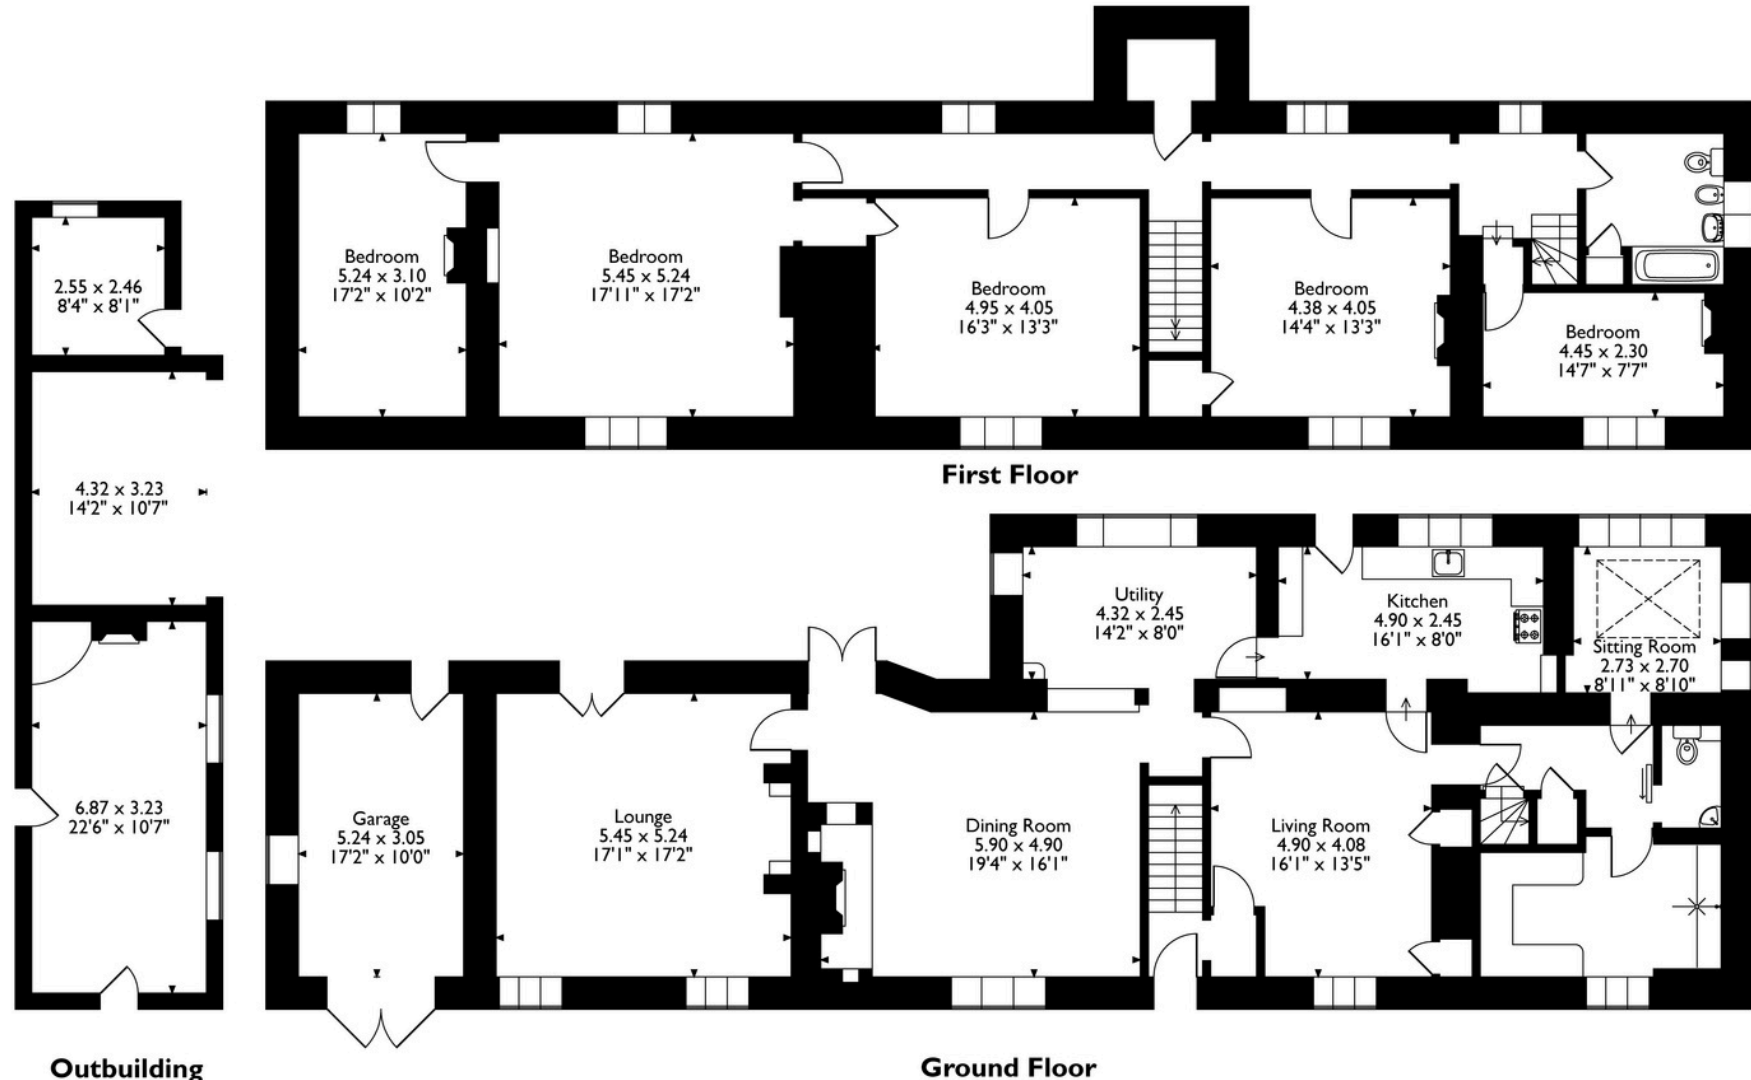 Bedroom
5.24 x 3.10
17'2" x 10'2"
Bedroom
5.45 x 5.24
17'11" x 17'2"
Bedroom
4.95 x 4.05
16'3" x 13'3"
Bedroom
4.38 x 4.05
14'4" x 13'3"
Bedroom
4.45 x 2.30
14'7" x 7'7"
First Floor
2.55 x 2.46
8'4" x 8'1"
4.32 x 3.23
14'2" x 10'7"
6.87 x 3.23
22'6" x 10'7"
Outbuilding
Utility
4.32 x 2.45
14'2" x 8'0"
Kitchen
4.90 x 2.45
16'1" x 8'0"
Sitting Room
2.73 x 2.70
8'11" x 8'10"
Garage
5.24 x 3.05
17'2" x 10'0"
Lounge
5.45 x 5.24
17'1" x 17'2"
Dining Room
5.90 x 4.90
19'4" x 16'1"
Living Room
4.90 x 4.08
16'1" x 13'5"
Ground Floor